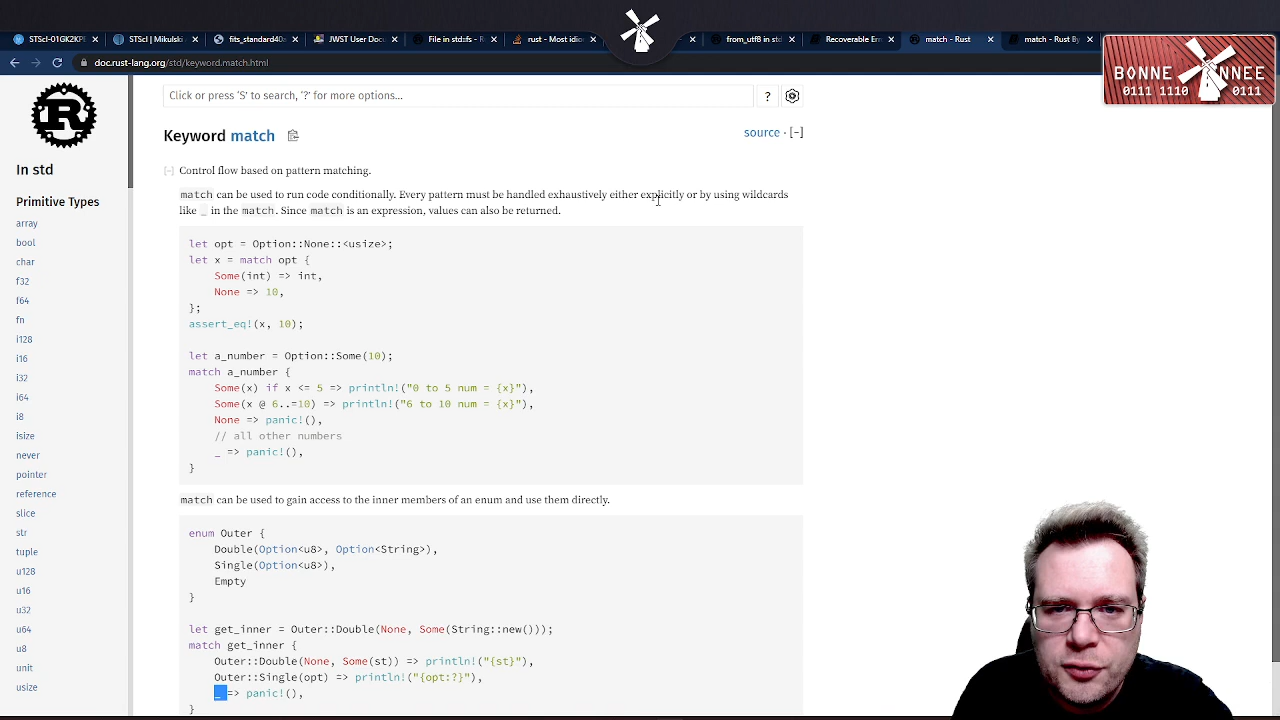 STScI-01GK2KP
STScI | Mikulski
fits_standard40a
JWST User Docu
File in std::fs - R
rust - Most idiom
from_utf8 in std
Recoverable Err
match - Rust
match - Rust By
doc.rust-lang.org/std/keyword.match.html
BONNE
NNEE
0111 1110
0111
Click or press 'S' to search, '?' for more options...
?
In std
Primitive Types
array
bool
char
f32
f64
fn
i128
i16
i32
i64
i8
isize
never
pointer
reference
slice
str
tuple
u128
u16
u32
u64
u8
unit
usize
Keyword match
source · [-]
[-] Control flow based on pattern matching.
match can be used to run code conditionally. Every pattern must be handled exhaustively either explicitly or by using wildcards
like _ in the match. Since match is an expression, values can also be returned.
let opt = Option::None::<usize>;
let x = match opt {
Some(int) => int,
None => 10,
};
assert_eq!(x, 10);
let a_number = Option::Some(10);
match a_number {
Some(x) if x <= 5 => println!("0 to 5 num = {x}"),
Some(x @ 6..=10) => println!("6 to 10 num = {x}"),
None => panic!(),
// all other numbers
_ => panic!(),
}
match can be used to gain access to the inner members of an enum and use them directly.
enum Outer {
Double(Option<u8>, Option<String>),
Single(Option<u8>),
Empty
}
let get_inner = Outer::Double(None, Some(String::new()));
match get_inner {
Outer::Double(None, Some(st)) => println!("{st}"),
Outer::Single(opt) => println!("{opt:?}"),
_ => panic!(),
}